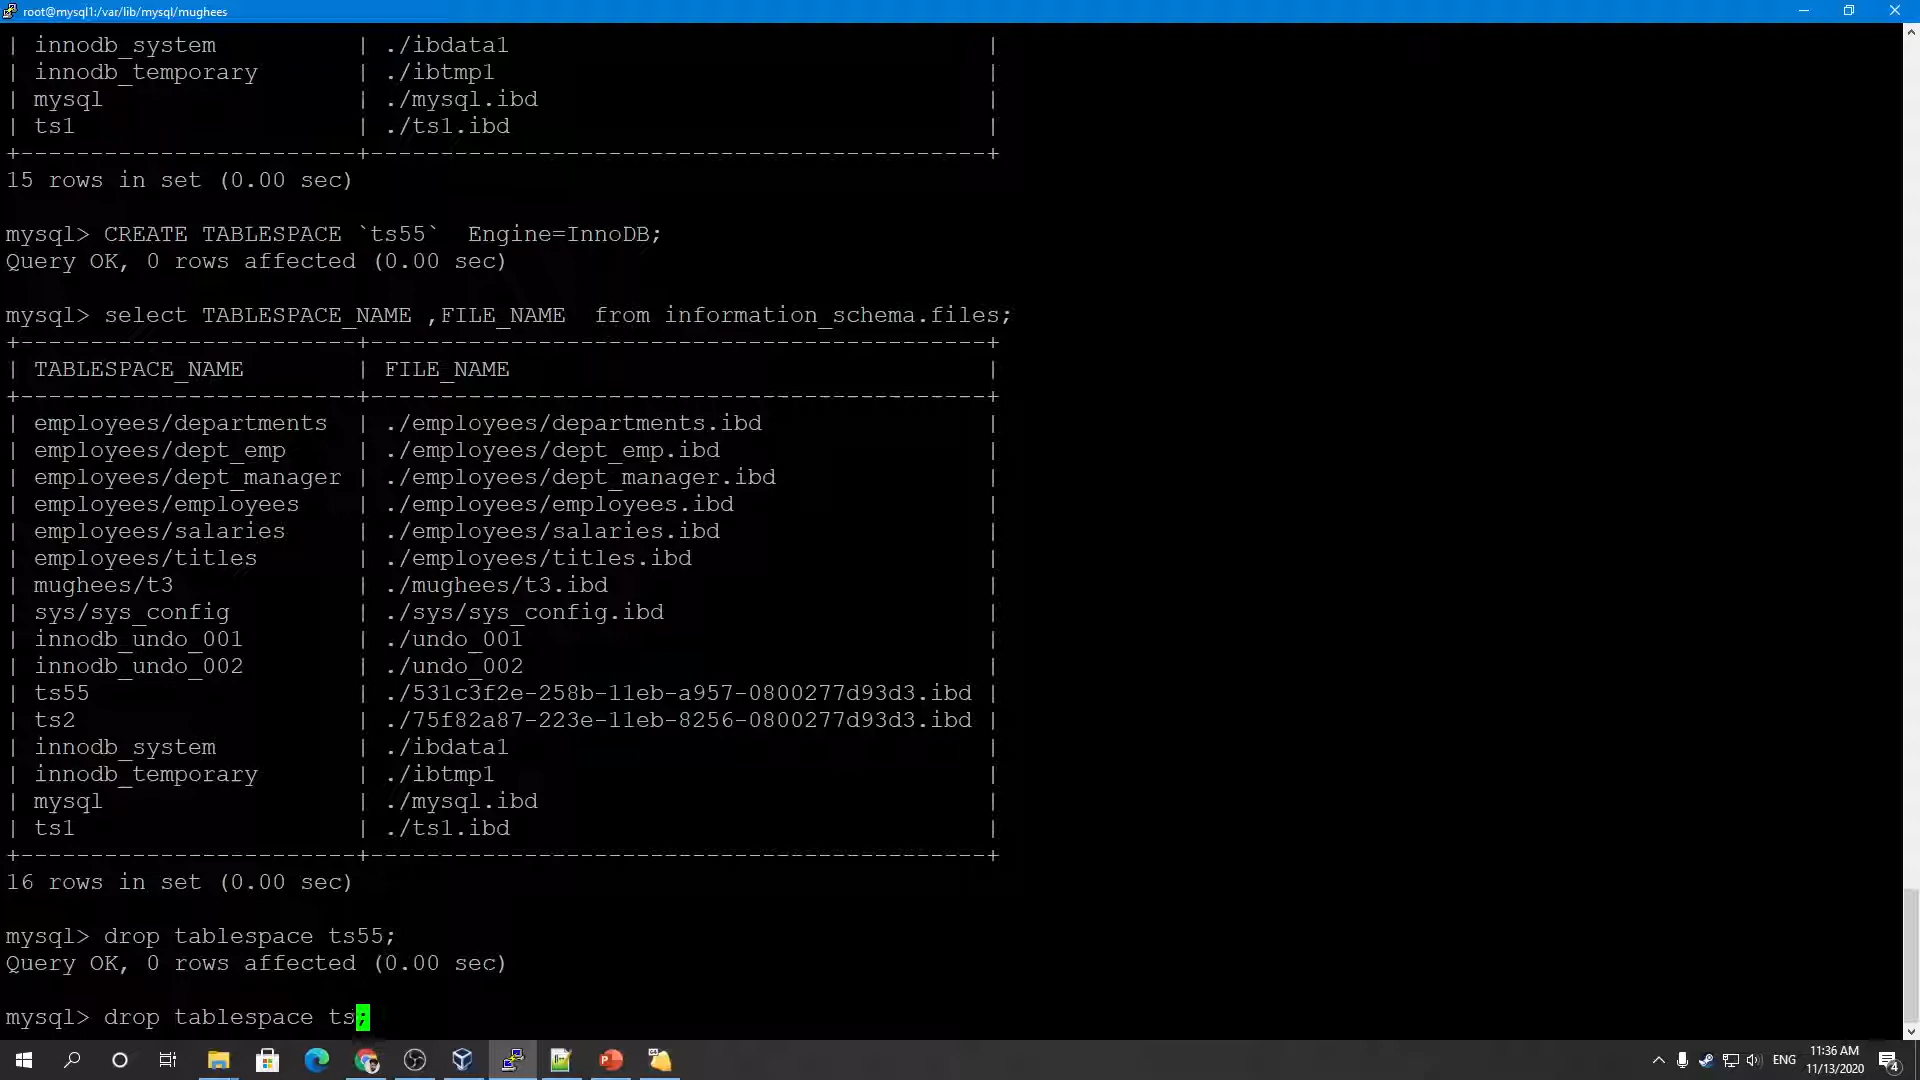 root@mysql1:/var/lib/mysql/mughees
| innodb_system          | ./ibdata1                                  |
| innodb_temporary       | ./ibtmp1                                   |
| mysql                  | ./mysql.ibd                                |
| ts1                    | ./ts1.ibd                                  |
+------------------------+--------------------------------------------+
15 rows in set (0.00 sec)
mysql> CREATE TABLESPACE `ts55`  Engine=InnoDB;
Query OK, 0 rows affected (0.00 sec)
mysql> select TABLESPACE_NAME ,FILE_NAME  from information_schema.files;
+------------------------+--------------------------------------------+
| TABLESPACE_NAME        | FILE_NAME                                  |
+------------------------+--------------------------------------------+
| employees/departments  | ./employees/departments.ibd                |
| employees/dept_emp     | ./employees/dept_emp.ibd                   |
| employees/dept_manager | ./employees/dept_manager.ibd               |
| employees/employees    | ./employees/employees.ibd                  |
| employees/salaries     | ./employees/salaries.ibd                   |
| employees/titles       | ./employees/titles.ibd                     |
| mughees/t3             | ./mughees/t3.ibd                           |
| sys/sys_config         | ./sys/sys_config.ibd                       |
| innodb_undo_001        | ./undo_001                                 |
| innodb_undo_002        | ./undo_002                                 |
| ts55                   | ./531c3f2e-258b-11eb-a957-0800277d93d3.ibd |
| ts2                    | ./75f82a87-223e-11eb-8256-0800277d93d3.ibd |
| innodb_system          | ./ibdata1                                  |
| innodb_temporary       | ./ibtmp1                                   |
| mysql                  | ./mysql.ibd                                |
| ts1                    | ./ts1.ibd                                  |
+------------------------+--------------------------------------------+
16 rows in set (0.00 sec)
mysql> drop tablespace ts55;
Query OK, 0 rows affected (0.00 sec)
mysql> drop tablespace ts;
ENG
11:36 AM
11/13/2020
4